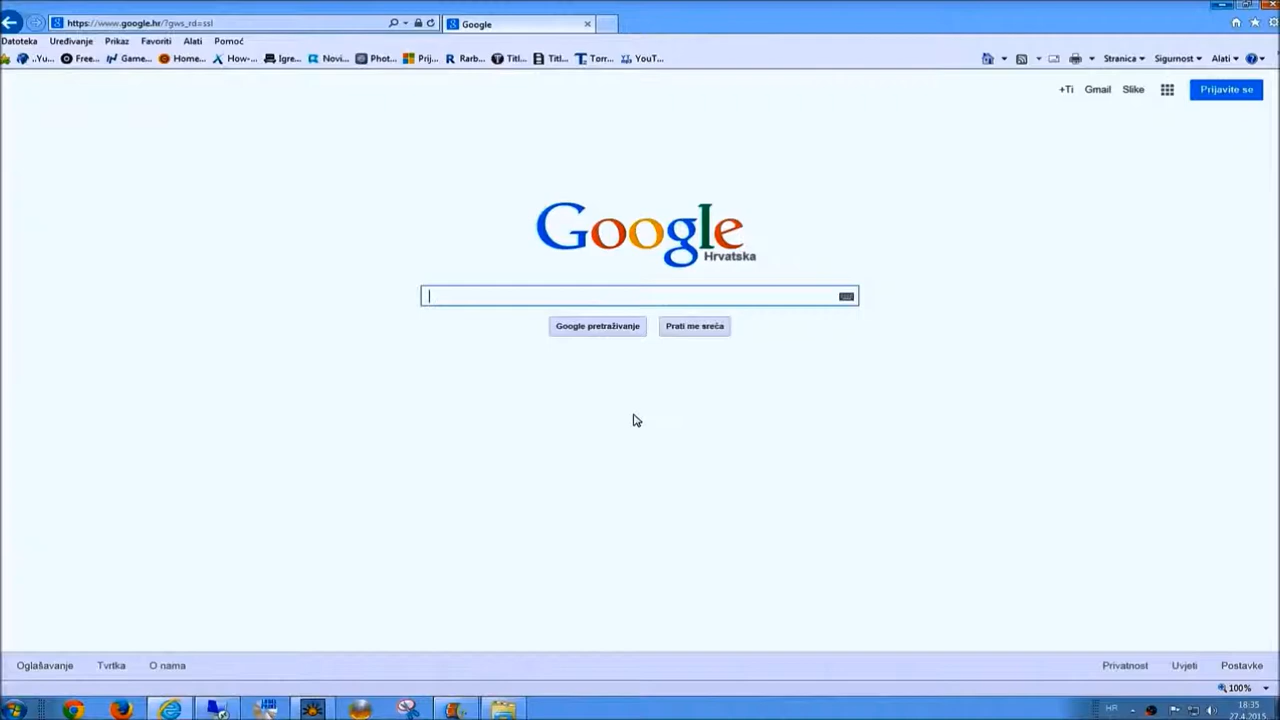 https://www.google.hr/?gws_rd=ssl
Google
Datoteka Uređivanje Prikaz Favoriti Alati Pomoć
..Yu... Free... Game... Home... How-... Igre... Novi... Phot... Prij... Rarb... Titl... Titl... Torr... YouT...
Stranica Sigurnost Alati
+Ti Gmail Slike Prijavite se
Google
Hrvatska
Google pretraživanje Prati me sreća
Oglašavanje Tvrtka O nama Privatnost Uvjeti Postavke
100%
HR 18:35
27.4.2015